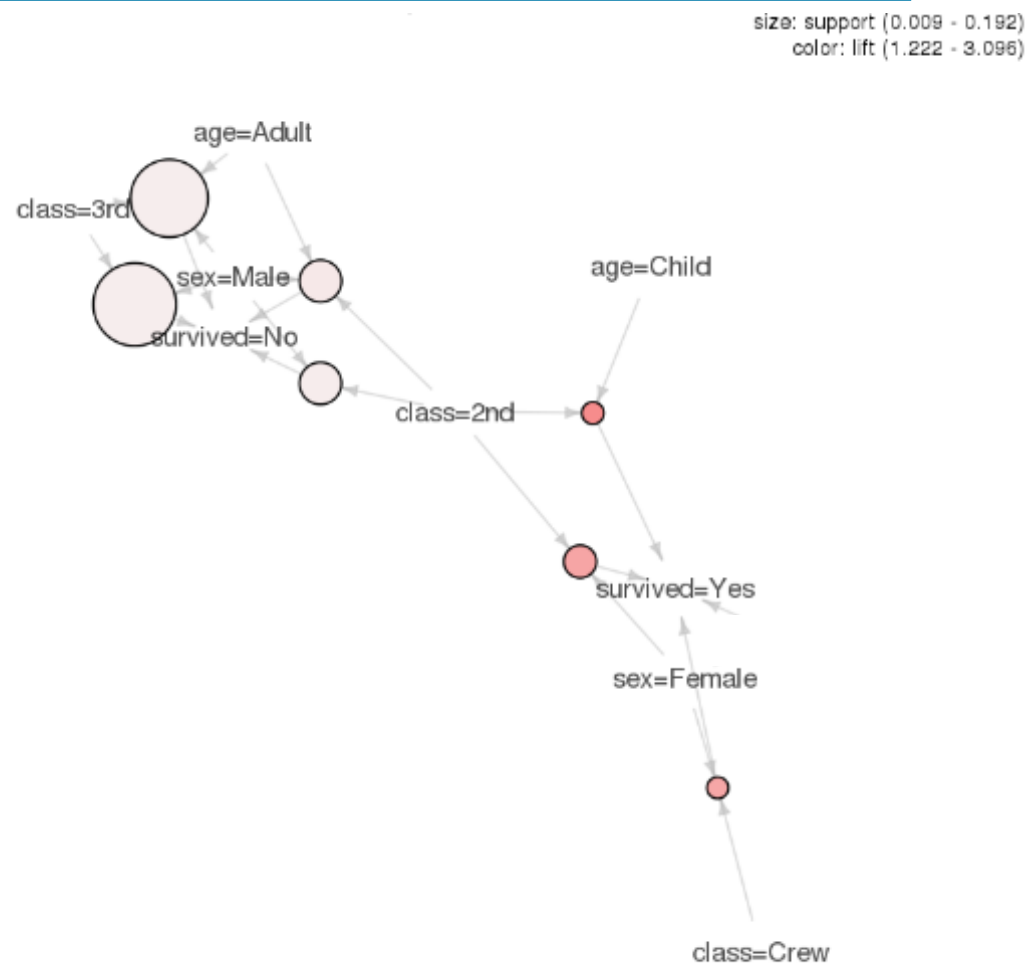 size: support (0.009 - 0.192)
color: lift (1.222 - 3.096)
age=Adult
class=3rd
age=Child
sex=Male
survived=No
class=2nd
survived=Yes
sex=Female
class=Crew